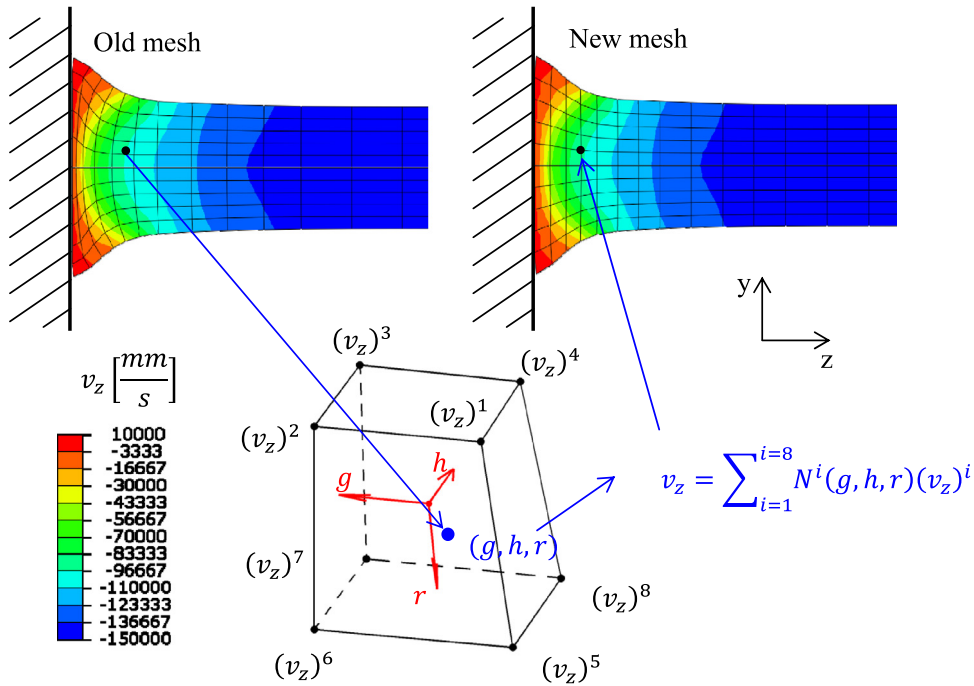 Old mesh
New mesh
y
z
v_z [mm/s]
10000
-3333
-16667
-30000
-43333
-56667
-70000
-83333
-96667
-110000
-123333
-136667
-150000
(v_z)^3
(v_z)^4
(v_z)^2
(v_z)^1
g
h
r
(g, h, r)
(v_z)^7
(v_z)^8
(v_z)^6
(v_z)^5
v_z = ∑_{i=1}^{i=8} N^i(g, h, r)(v_z)^i